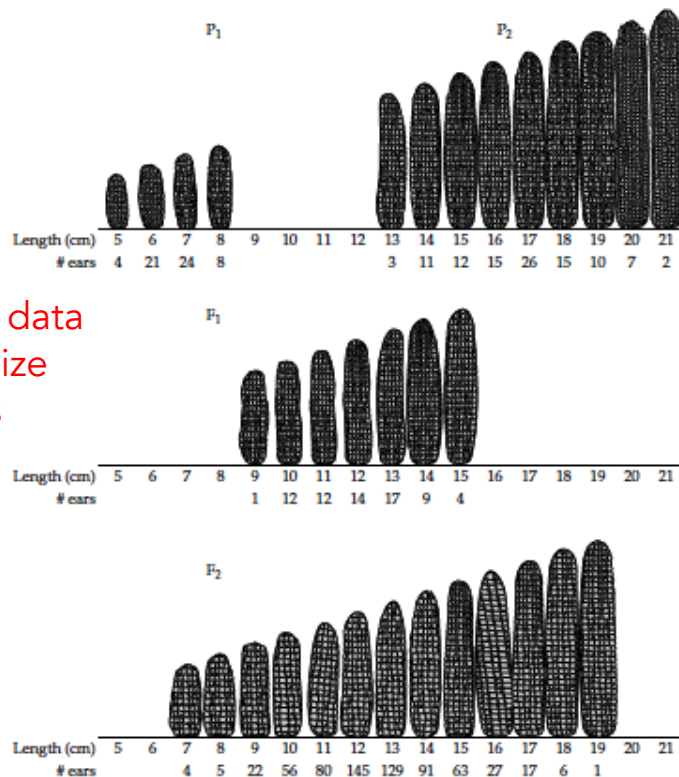 P₁ P₂
Length (cm) 5 6 7 8 9 10 11 12 13 14 15 16 17 18 19 20 21
# ears 4 21 24 8 3 11 12 15 26 15 10 7 2
data
ize
F₁
Length (cm) 5 6 7 8 9 10 11 12 13 14 15 16 17 18 19 20 21
# ears 1 12 12 14 17 9 4
F₂
Length (cm) 5 6 7 8 9 10 11 12 13 14 15 16 17 18 19 20 21
# ears 4 5 22 56 80 145 129 91 63 27 17 6 1